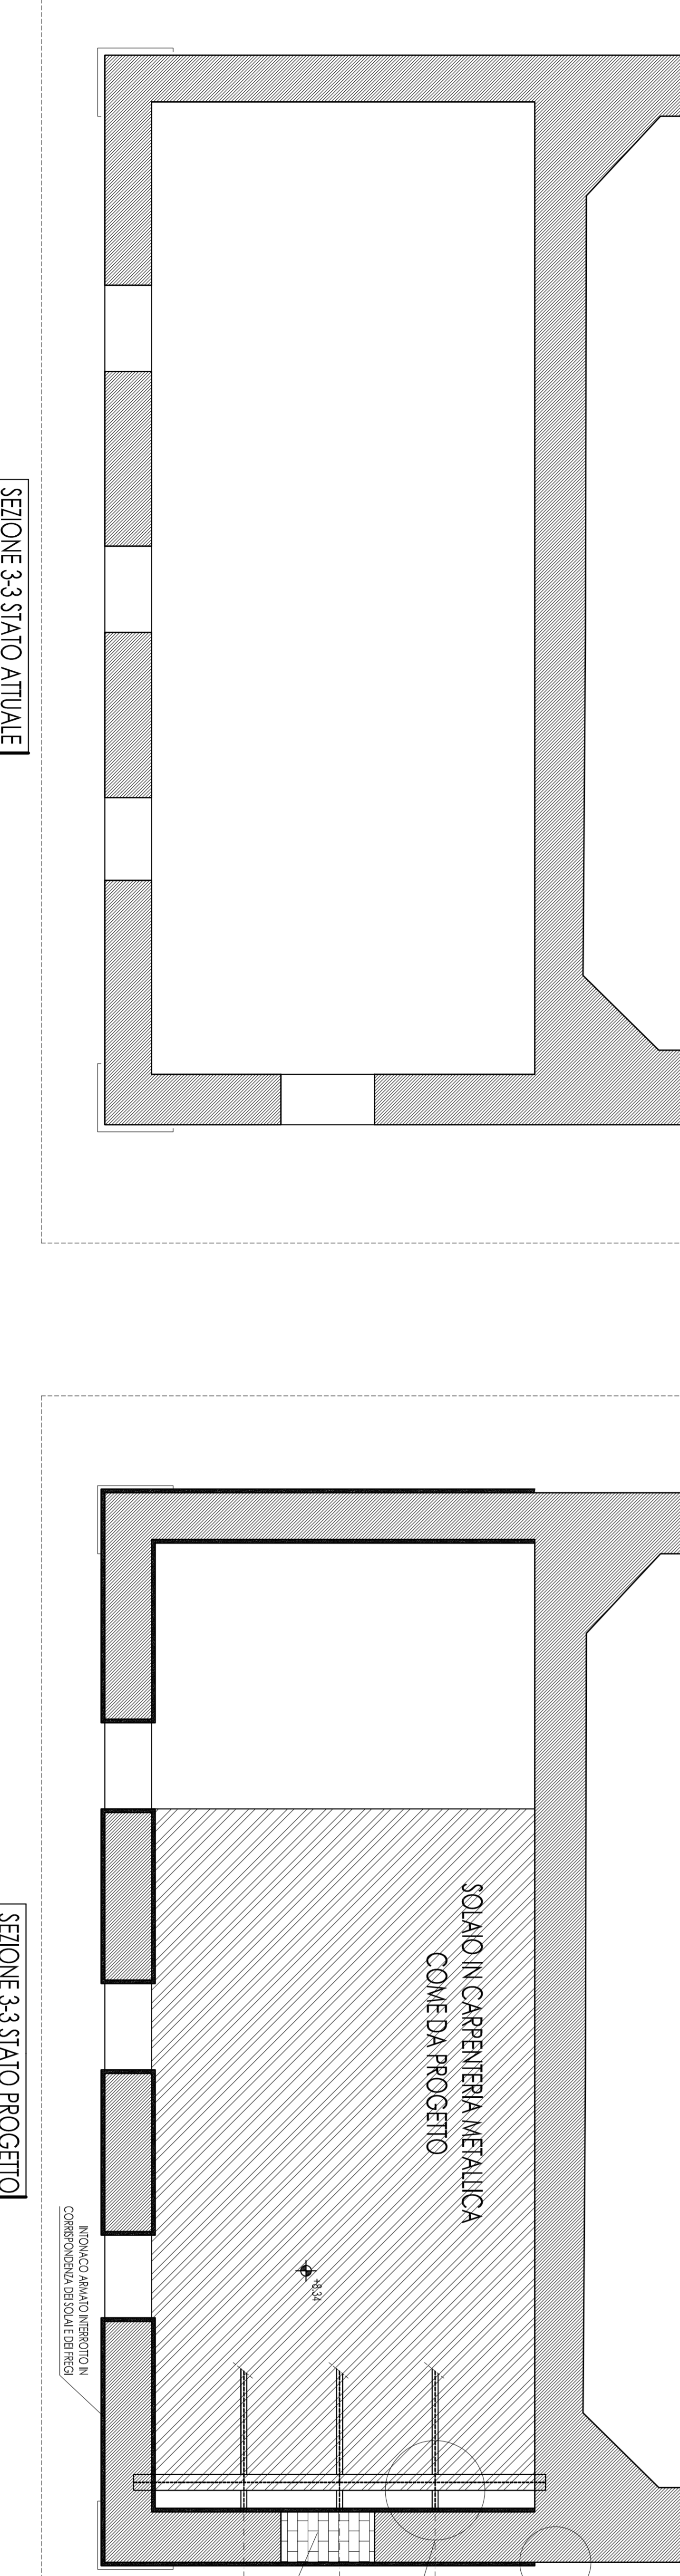 SEZIONE 3-3 STATO ATTUALE
SOLAIO IN CARPENTERIA METALLICA
COME DA PROGETTO
+8.34
INTONACO ARMATO INTERROTTO IN
CORRISPONDENZA DEI SOLAI E DEI FREGI
SEZIONE 3-3 STATO PROGETTO